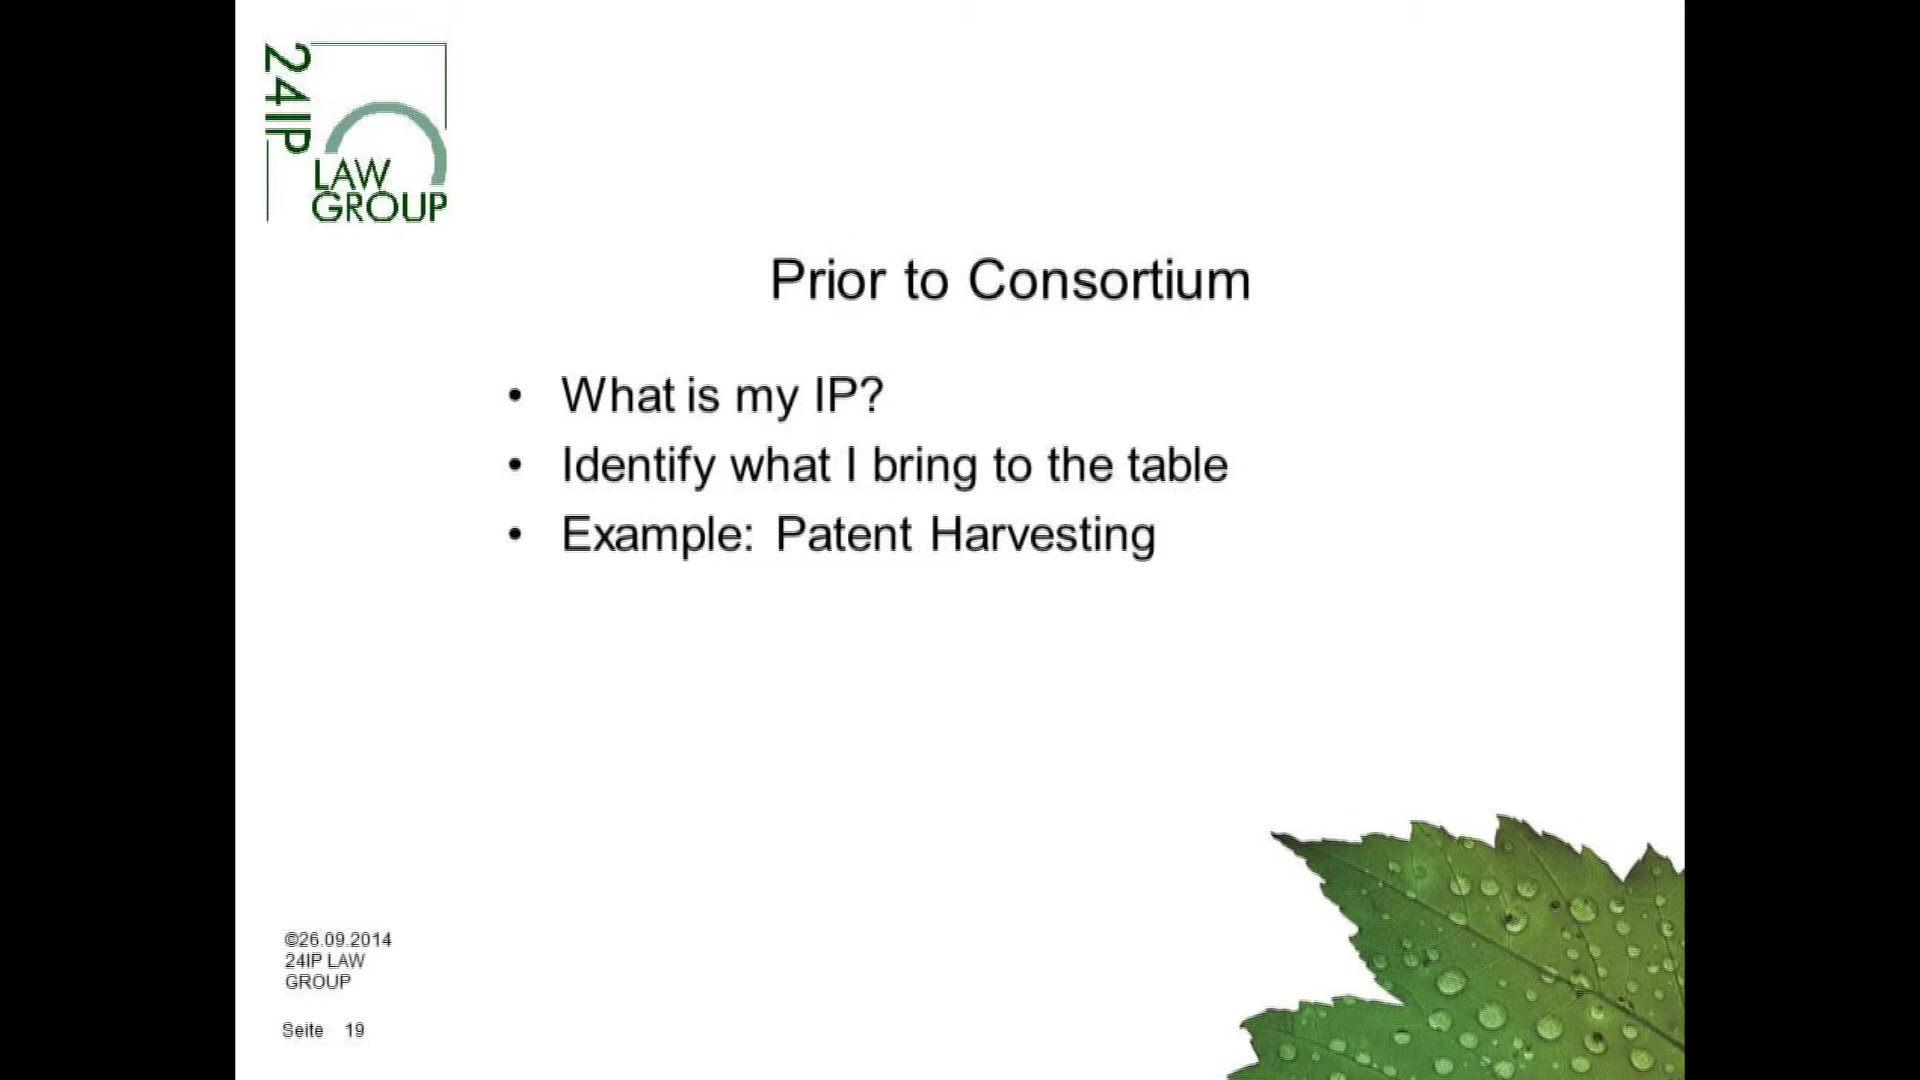 24IP
LAW
GROUP
Prior to Consortium
• What is my IP?
• Identify what I bring to the table
• Example: Patent Harvesting
©26.09.2014
24IP LAW
GROUP
Seite 19